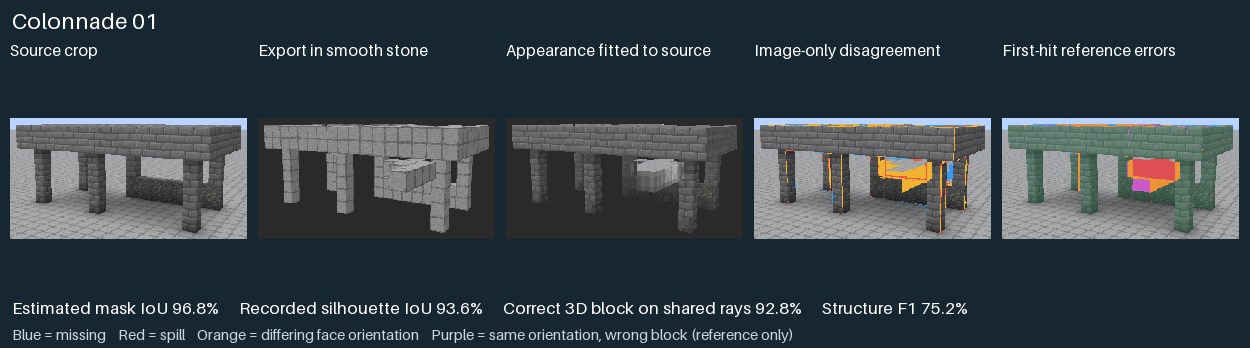 Colonnade 01
Source crop Export in smooth stone Appearance fitted to source Image-only disagreement First-hit reference errors
Estimated mask IoU 96.8% Recorded silhouette IoU 93.6% Correct 3D block on shared rays 92.8% Structure F1 75.2%
Blue = missing Red = spill Orange = differing face orientation Purple = same orientation, wrong block (reference only)